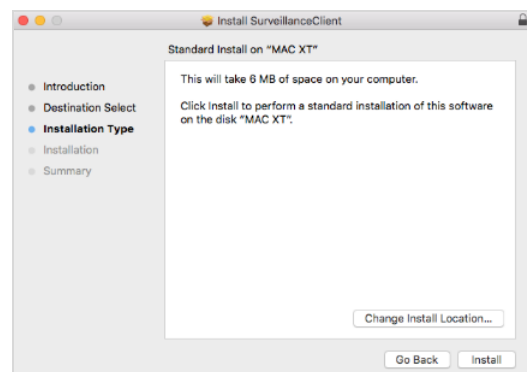 Install SurveillanceClient
Standard Install on “MAC XT”
Introduction
Destination Select
Installation Type
Installation
Summary
This will take 6 MB of space on your computer.
Click Install to perform a standard installation of this software
on the disk “MAC XT”.
Change Install Location...
Go Back
Install